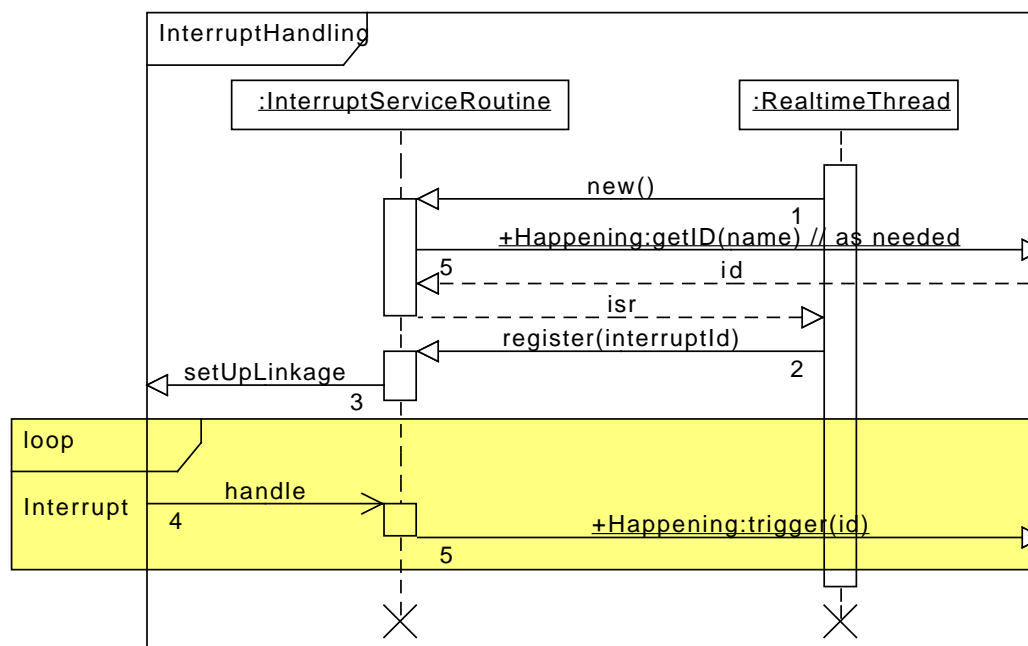 InterruptHandling
:InterruptServiceRoutine
:RealtimeThread
new()
1
+Happening:getID(name) // as needed
5
id
isr
register(interruptId)
2
setUpLinkage
3
loop
Interrupt
handle
4
+Happening:trigger(id)
5